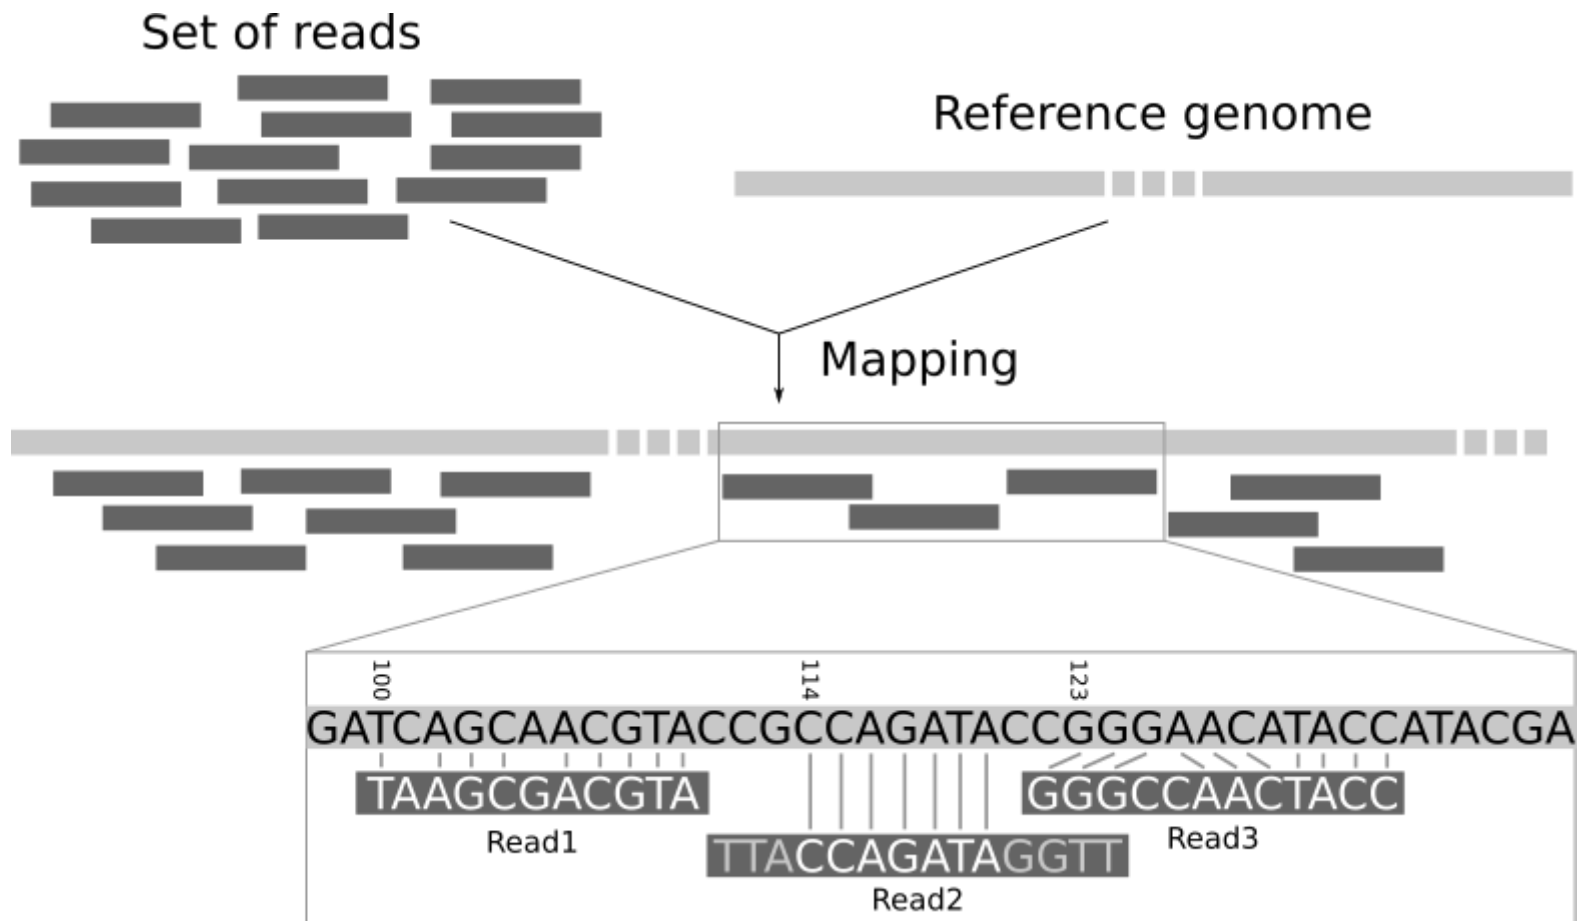 Set of reads
Reference genome
Mapping
100 114 123
GATCAGCAACGTACCGCCAGATACCGGGAACATACCATACGA
TAAGCGACGTA
Read1
TTACCAGATAGGTT
Read2
GGGCCAACTACC
Read3